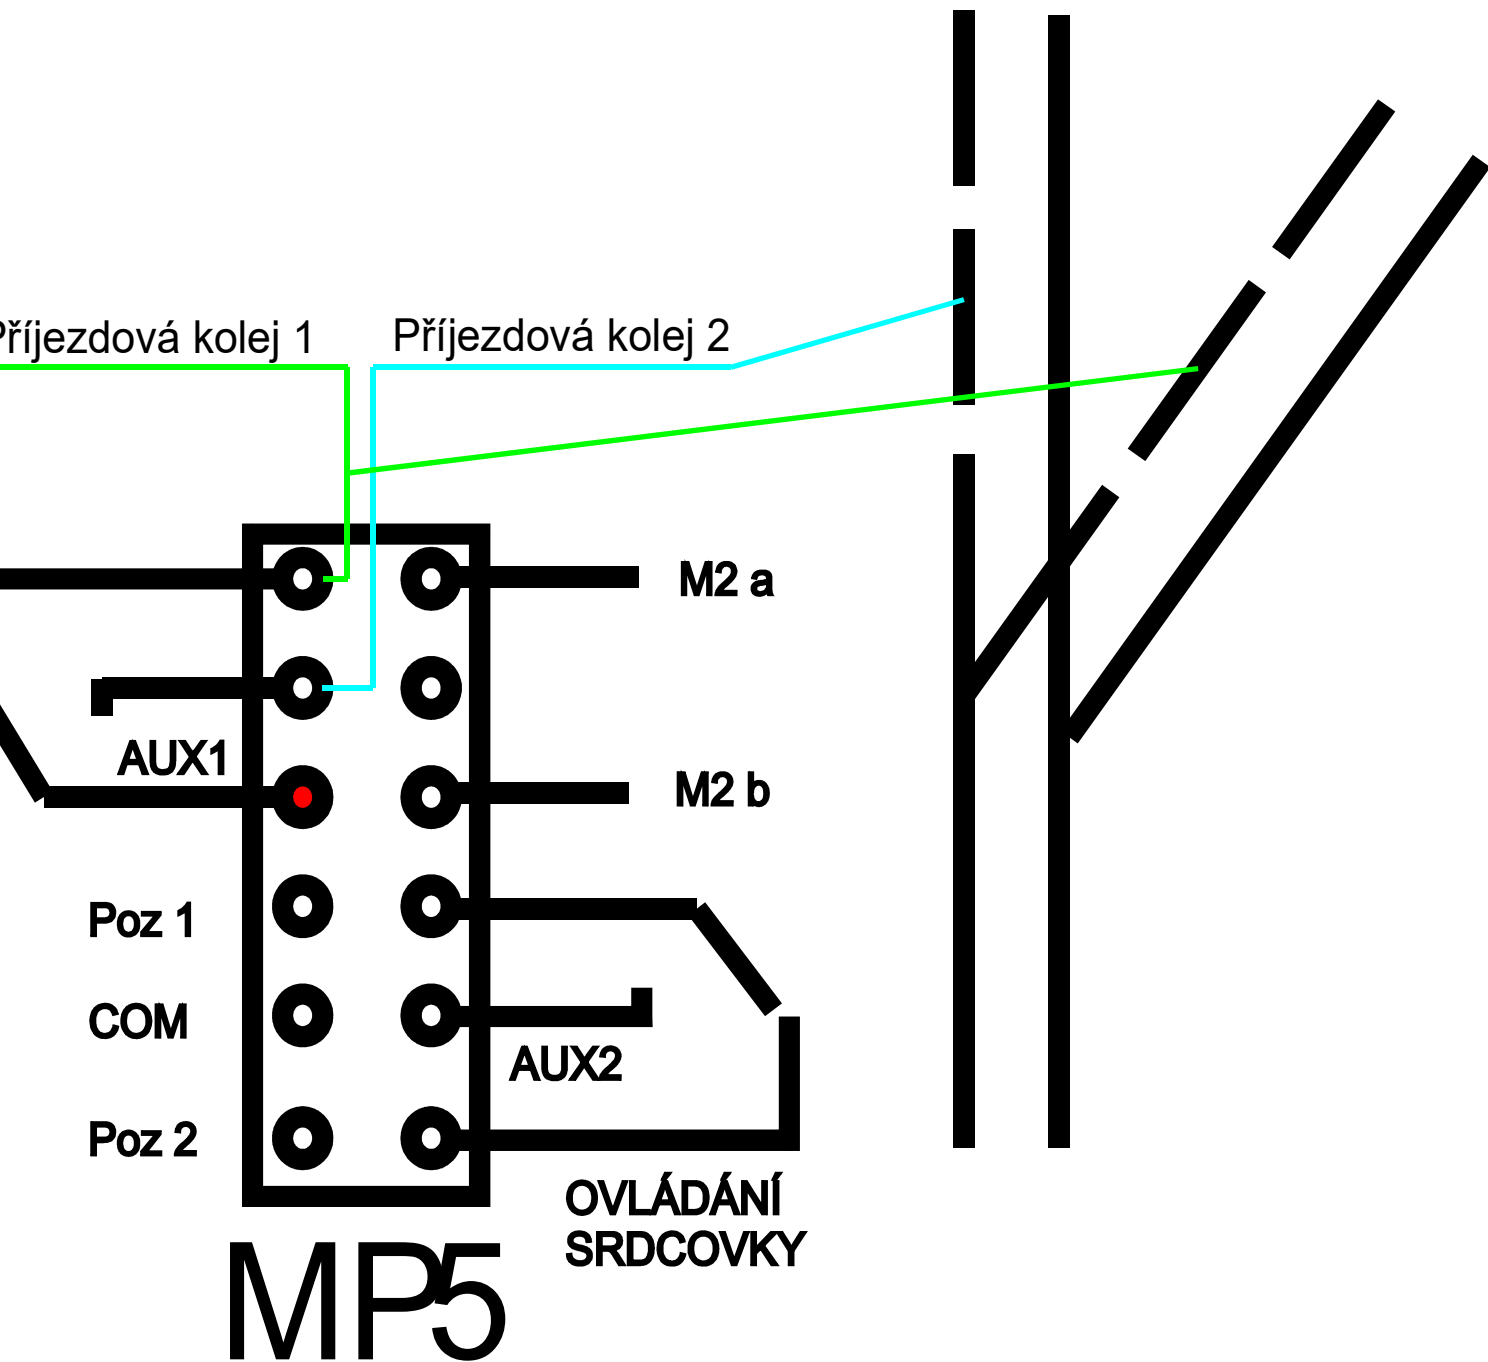 Příjezdová kolej 1
Příjezdová kolej 2
M2 a
AUX1
M2 b
Poz 1
COM
AUX2
Poz 2
OVLÁDÁNÍ
SRDCOVKY
MP5